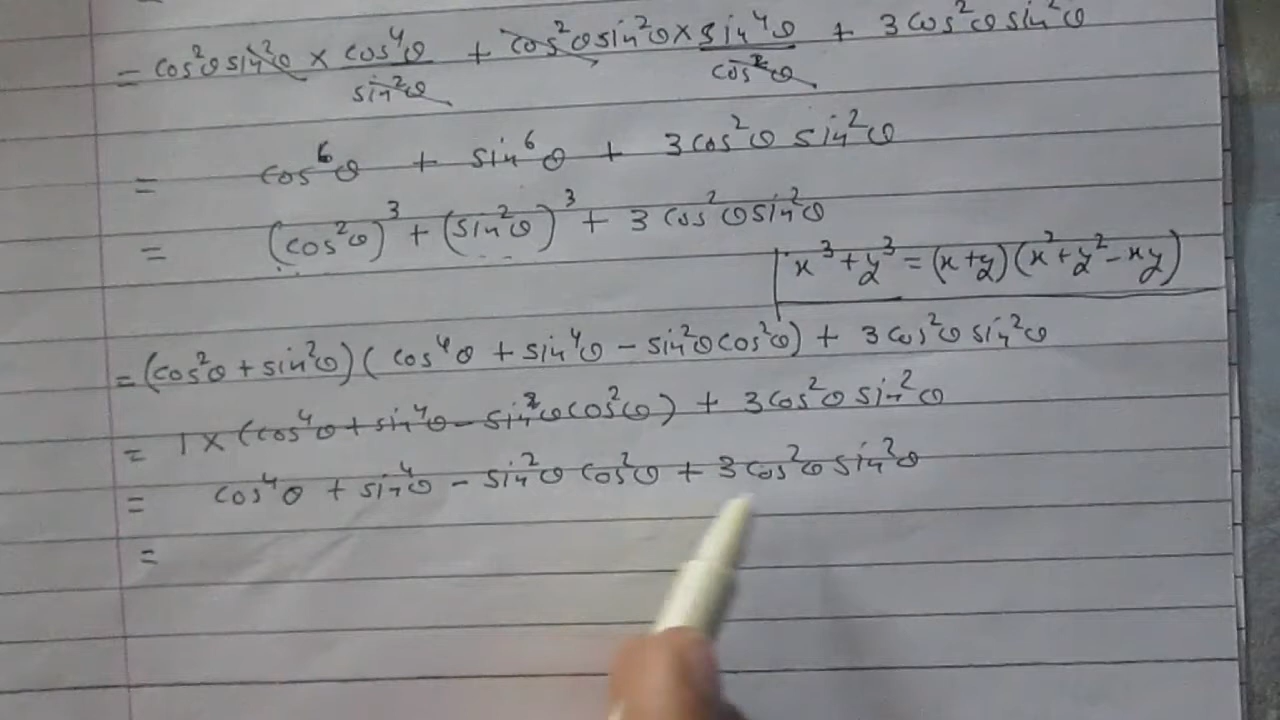 = cos²θ sin²θ × cos⁴θ/sin²θ + cos²θ sin²θ × sin⁴θ/cos²θ + 3cos²θ sin²θ
= cos⁶θ + sin⁶θ + 3cos²θ sin²θ
= (cos²θ)³ + (sin²θ)³ + 3 cos²θ sin²θ
x³ + y³ = (x+y)(x²+y²-xy)
= (cos²θ + sin²θ)(cos⁴θ + sin⁴θ - sin²θ cos²θ) + 3cos²θ sin²θ
= 1 × (cos⁴θ + sin⁴θ - sin²θ cos²θ) + 3cos²θ sin²θ
= cos⁴θ + sin⁴θ - sin²θ cos²θ + 3cos²θ sin²θ
=